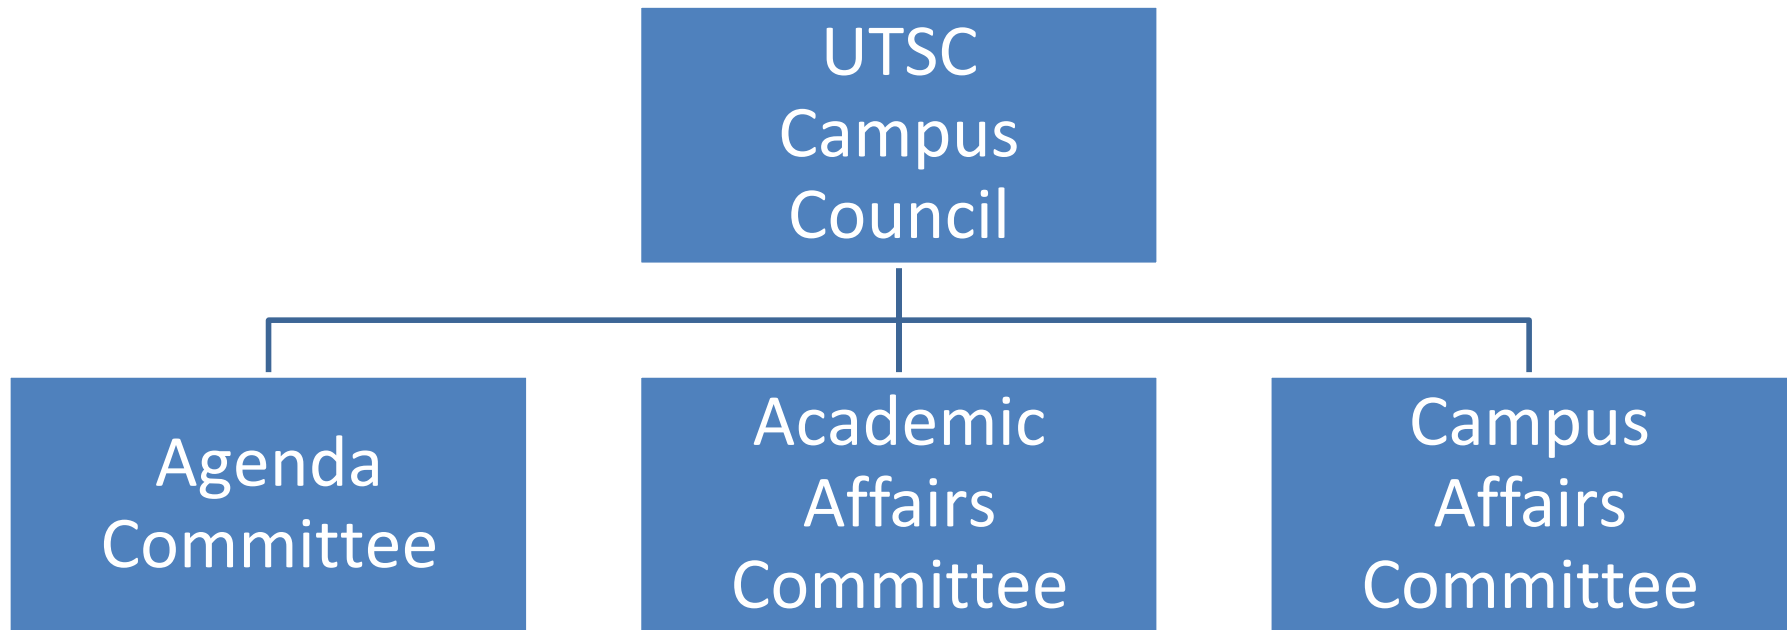 UTSC
Campus
Council
Agenda
Committee
Academic
Affairs
Committee
Campus
Affairs
Committee